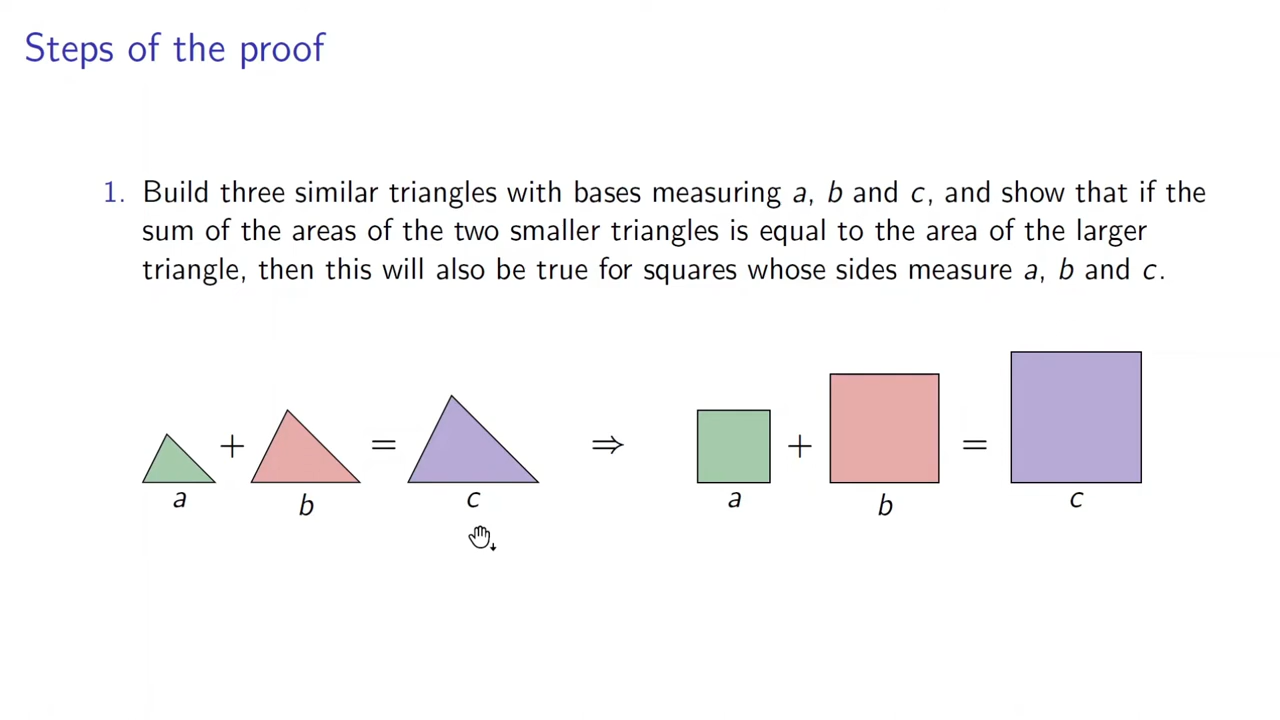 Steps of the proof
1. Build three similar triangles with bases measuring a, b and c, and show that if the
sum of the areas of the two smaller triangles is equal to the area of the larger
triangle, then this will also be true for squares whose sides measure a, b and c.
+ = ⇒ + =
a b c a b c